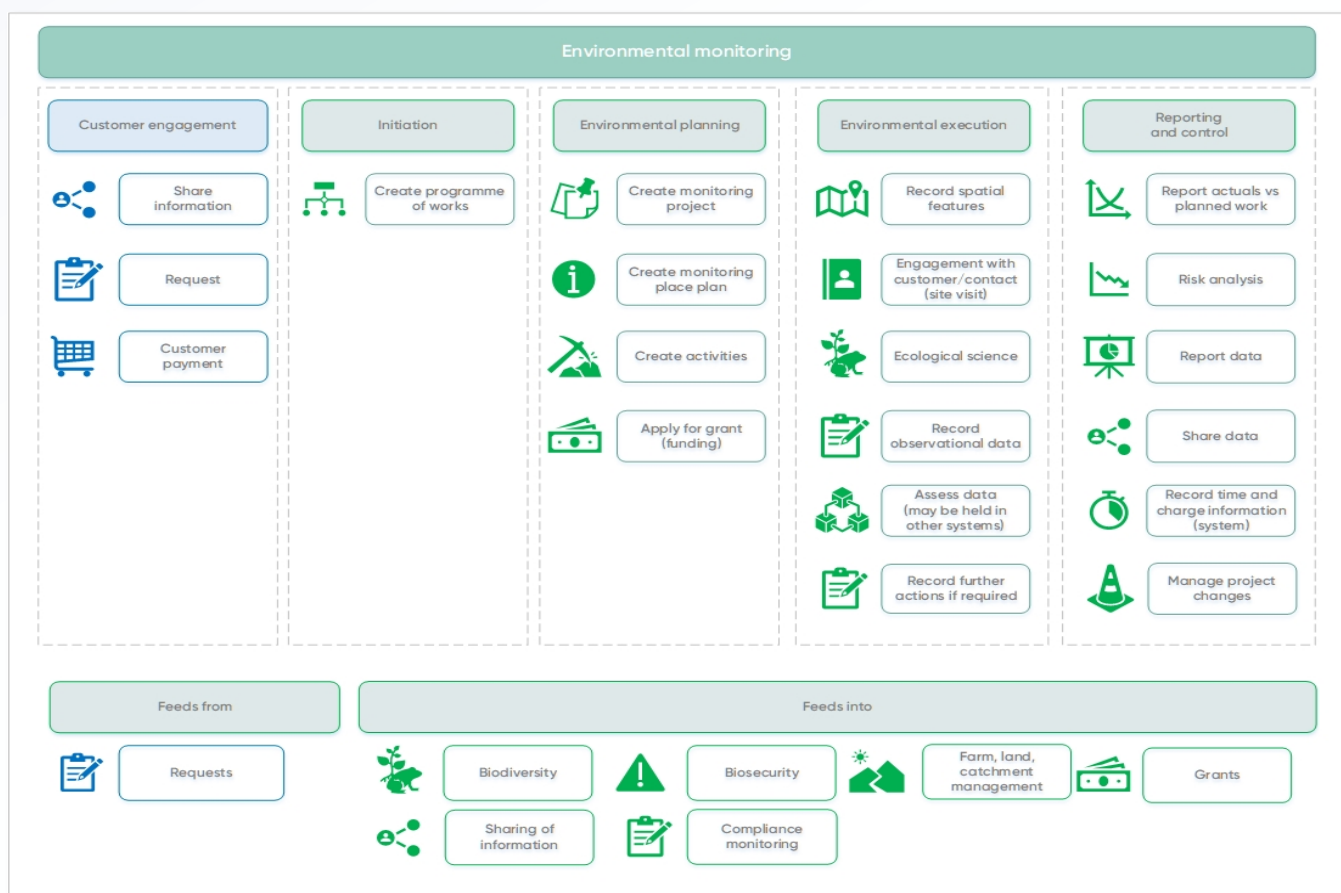 Environmental monitoring
Customer engagement
Share
information
Request
Customer
payment
Initiation
Create programme
of works
Environmental planning
Create monitoring
project
Create monitoring
place plan
Create activities
Apply for grant
(funding)
Environmental execution
Record spatial
features
Engagement with
customer/contact
(site visit)
Ecological science
Record
observational data
Assess data
(may be held in
other systems)
Record further
actions if required
Reporting
and control
Report actuals vs
planned work
Risk analysis
Report data
Share data
Record time and
charge information
(system)
Manage project
changes
Feeds from
Requests
Feeds into
Biodiversity
Biosecurity
Farm, land,
catchment
management
Grants
Sharing of
information
Compliance
monitoring